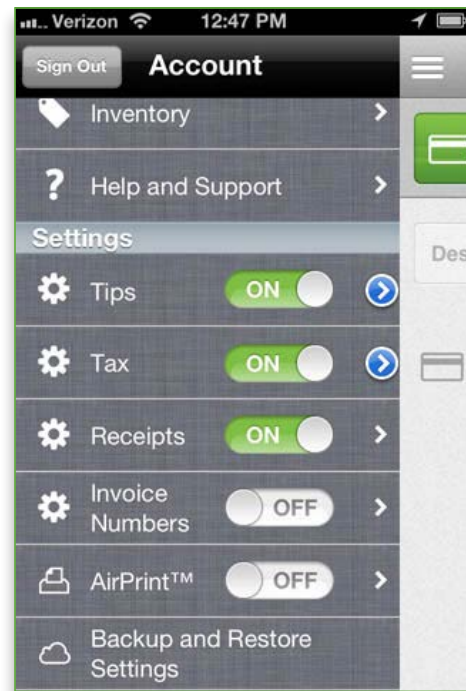 Verizon 12:47 PM
Sign Out Account
Inventory
? Help and Support
Settings
Tips ON
Tax ON
Des
Receipts ON
Invoice
Numbers OFF
AirPrint™ OFF
Backup and Restore
Settings